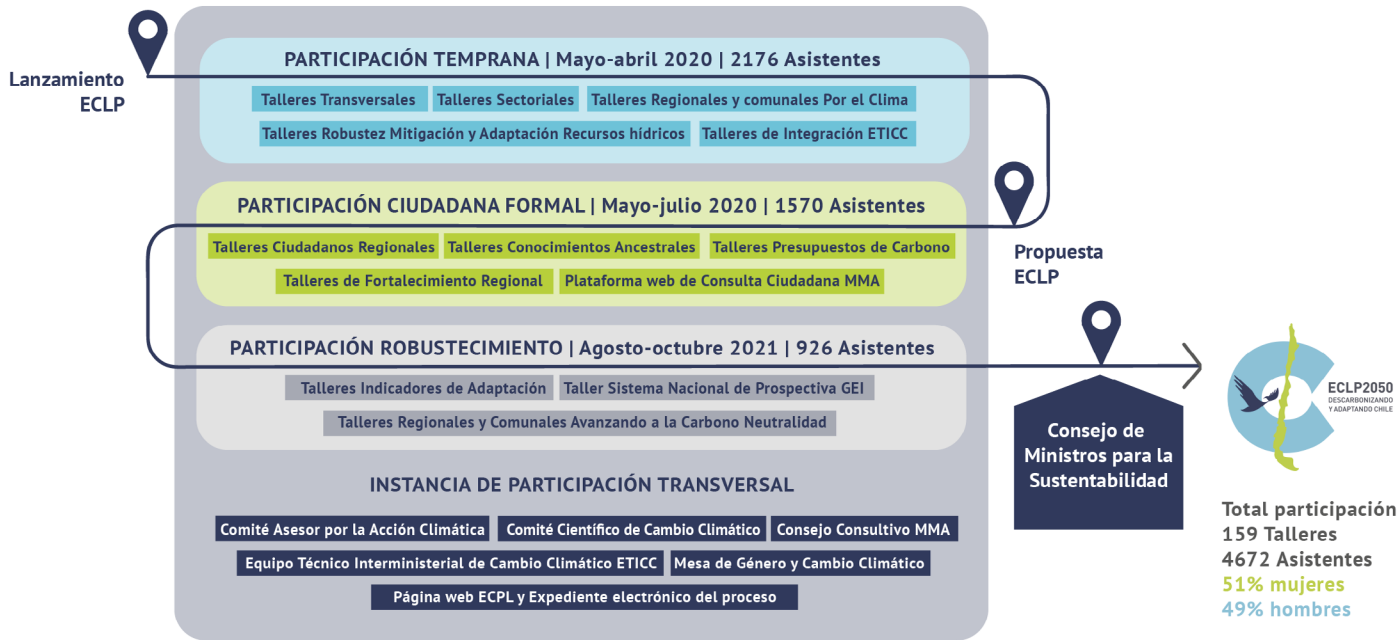 Lanzamiento
ECLP
PARTICIPACIÓN TEMPRANA | Mayo-abril 2020 | 2176 Asistentes
Talleres Transversales
Talleres Sectoriales
Talleres Regionales y comunales Por el Clima
Talleres Robustez Mitigación y Adaptación Recursos hídricos
Talleres de Integración ETICC
PARTICIPACIÓN CIUDADANA FORMAL | Mayo-julio 2020 | 1570 Asistentes
Talleres Ciudadanos Regionales
Talleres Conocimientos Ancestrales
Talleres Presupuestos de Carbono
Talleres de Fortalecimiento Regional
Plataforma web de Consulta Ciudadana MMA
Propuesta
ECLP
PARTICIPACIÓN ROBUSTECIMIENTO | Agosto-octubre 2021 | 926 Asistentes
Talleres Indicadores de Adaptación
Taller Sistema Nacional de Prospectiva GEI
Talleres Regionales y Comunales Avanzando a la Carbono Neutralidad
INSTANCIA DE PARTICIPACIÓN TRANSVERSAL
Comité Asesor por la Acción Climática
Comité Científico de Cambio Climático
Consejo Consultivo MMA
Equipo Técnico Interministerial de Cambio Climático ETICC
Mesa de Género y Cambio Climático
Página web ECPL y Expediente electrónico del proceso
Consejo de
Ministros para la
Sustentabilidad
ECLP2050
DESCARBONIZANDO
Y ADAPTANDO CHILE
Total participación
159 Talleres
4672 Asistentes
51% mujeres
49% hombres